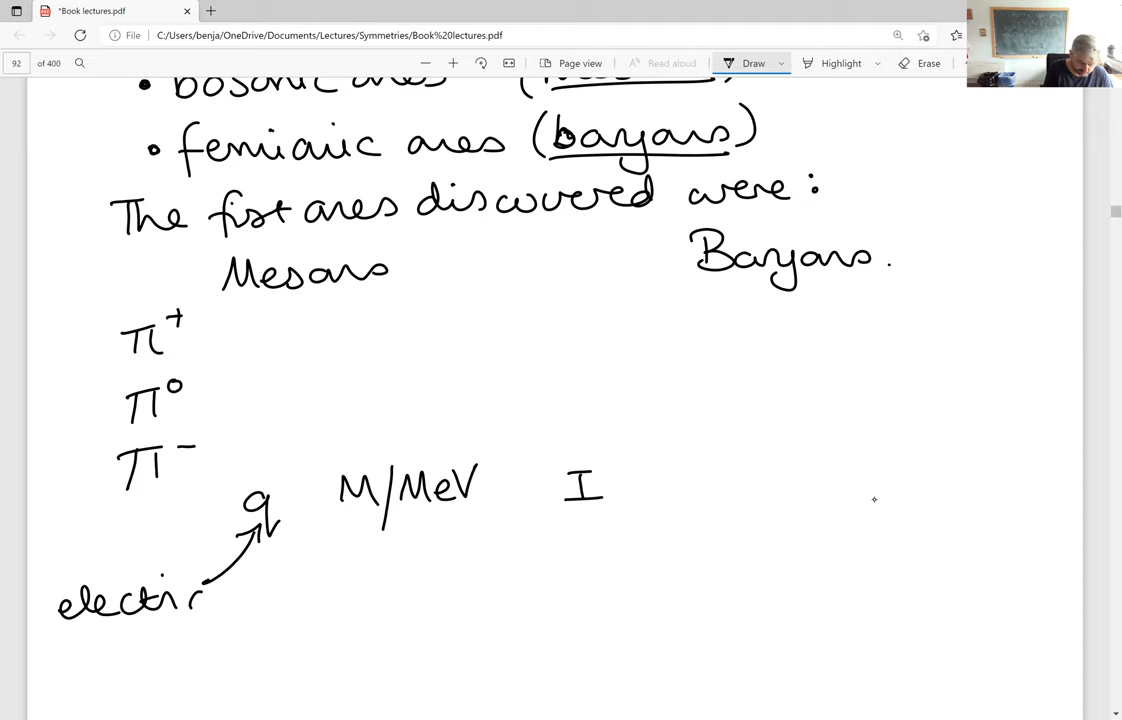 *Book lectures.pdf
File C:/Users/benja/OneDrive/Documents/Lectures/Symmetries/Book%20lectures.pdf
92 of 400 Page view Read aloud Draw Highlight Erase
• bosonic ones
• fermionic ones (baryons)
The first ones discovered were:
Mesons Baryons.
π⁺
π⁰
π⁻
q M/MeV I
electric